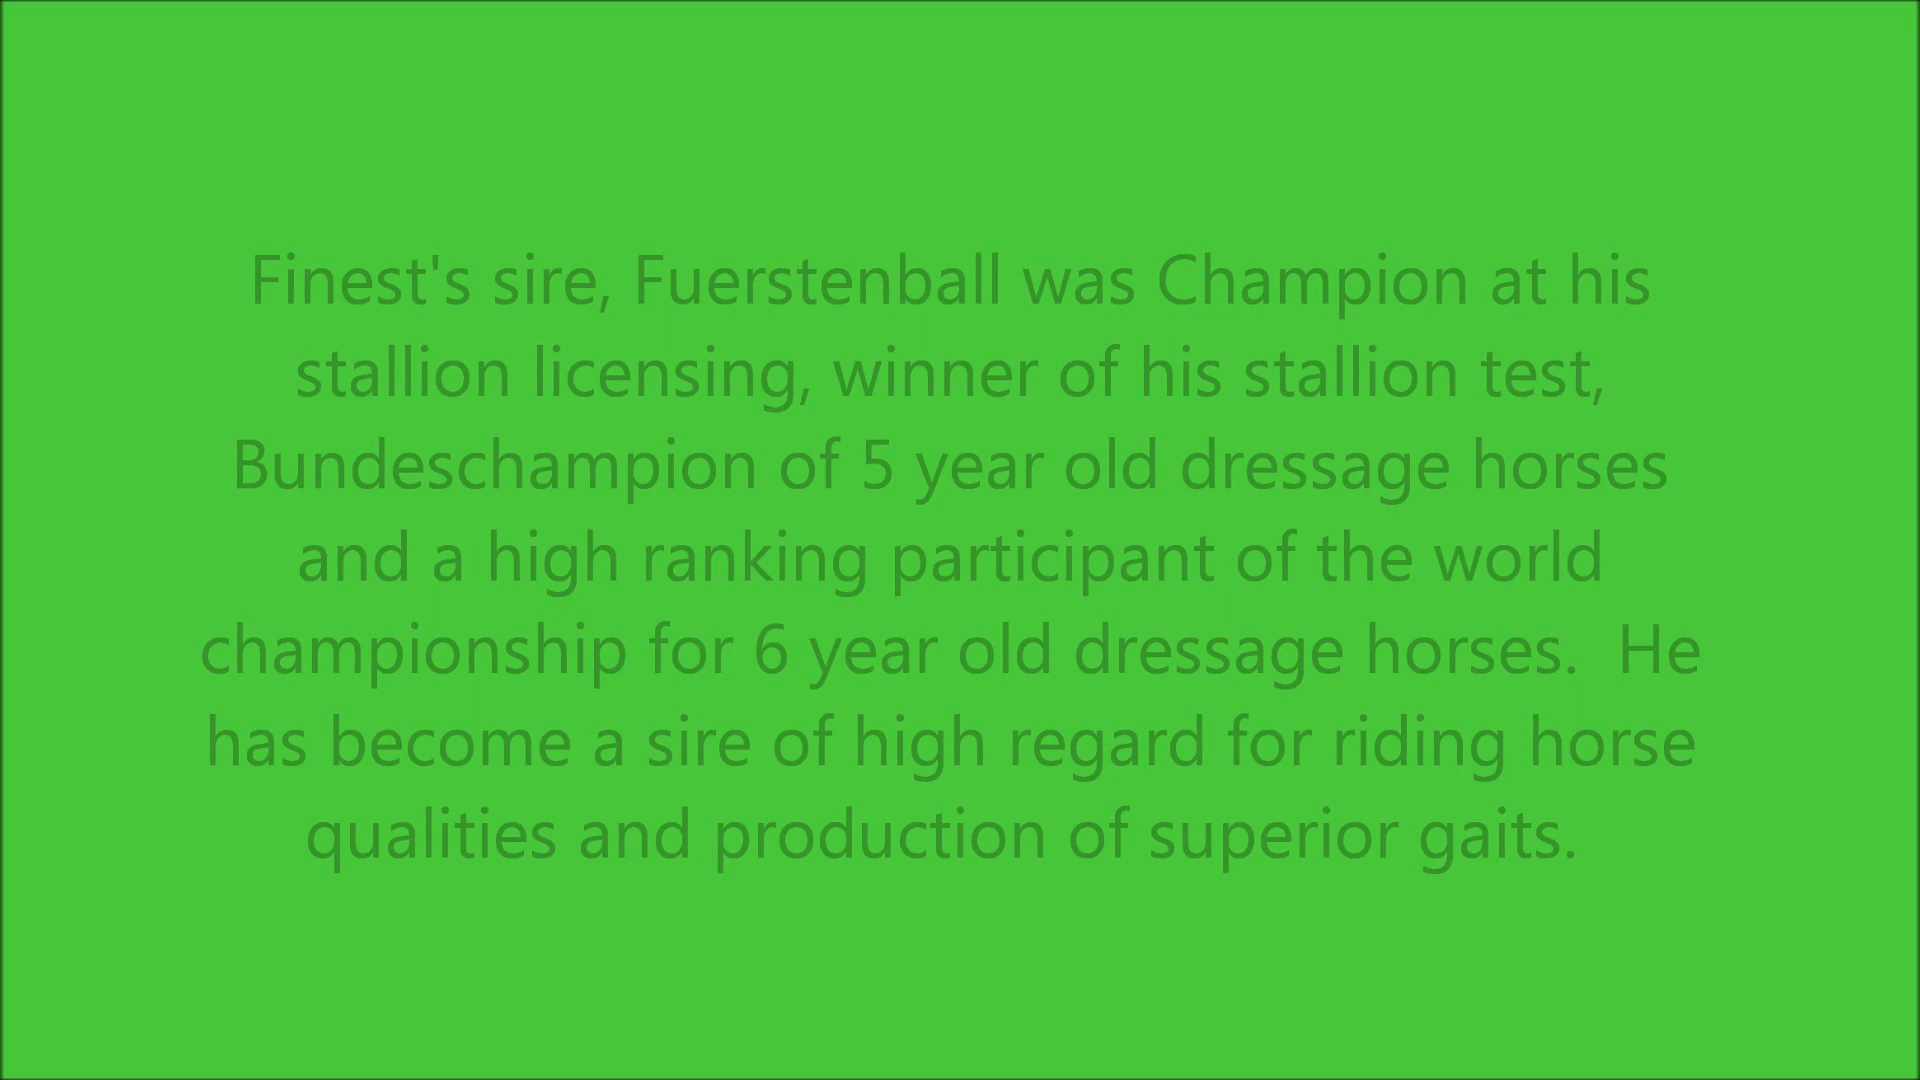 Finest's sire, Fuerstenball was Champion at his
stallion licensing, winner of his stallion test,
Bundeschampion of 5 year old dressage horses
and a high ranking participant of the world
championship for 6 year old dressage horses.  He
has become a sire of high regard for riding horse
qualities and production of superior gaits.